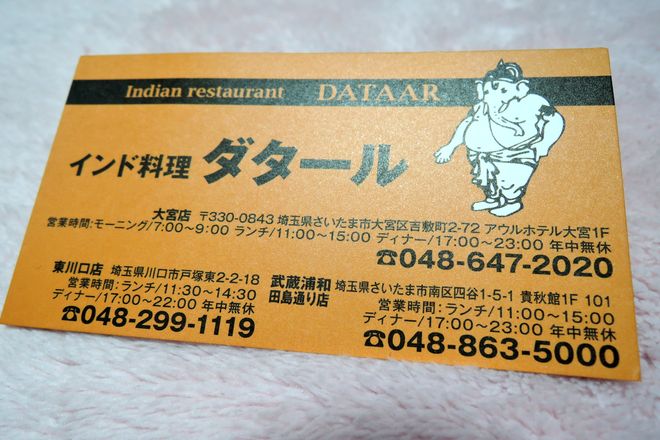 Indian restaurant DATAAR
インド料理 ダタール
大宮店 〒330-0843 埼玉県さいたま市大宮区吉敷町2-72 アウルホテル大宮1F
営業時間:モーニング/7:00～9:00 ランチ/11:00～15:00 ディナー/17:00～23:00 年中無休
☎048-647-2020
東川口店 埼玉県川口市戸塚東2-2-18
営業時間:ランチ/11:30～14:30
ディナー/17:00～22:00 年中無休
☎048-299-1119
武蔵浦和田島通り店 埼玉県さいたま市南区四谷1-5-1 貴秋館1F 101
営業時間:ランチ/11:00～15:00
ディナー/17:00～23:00 年中無休
☎048-863-5000